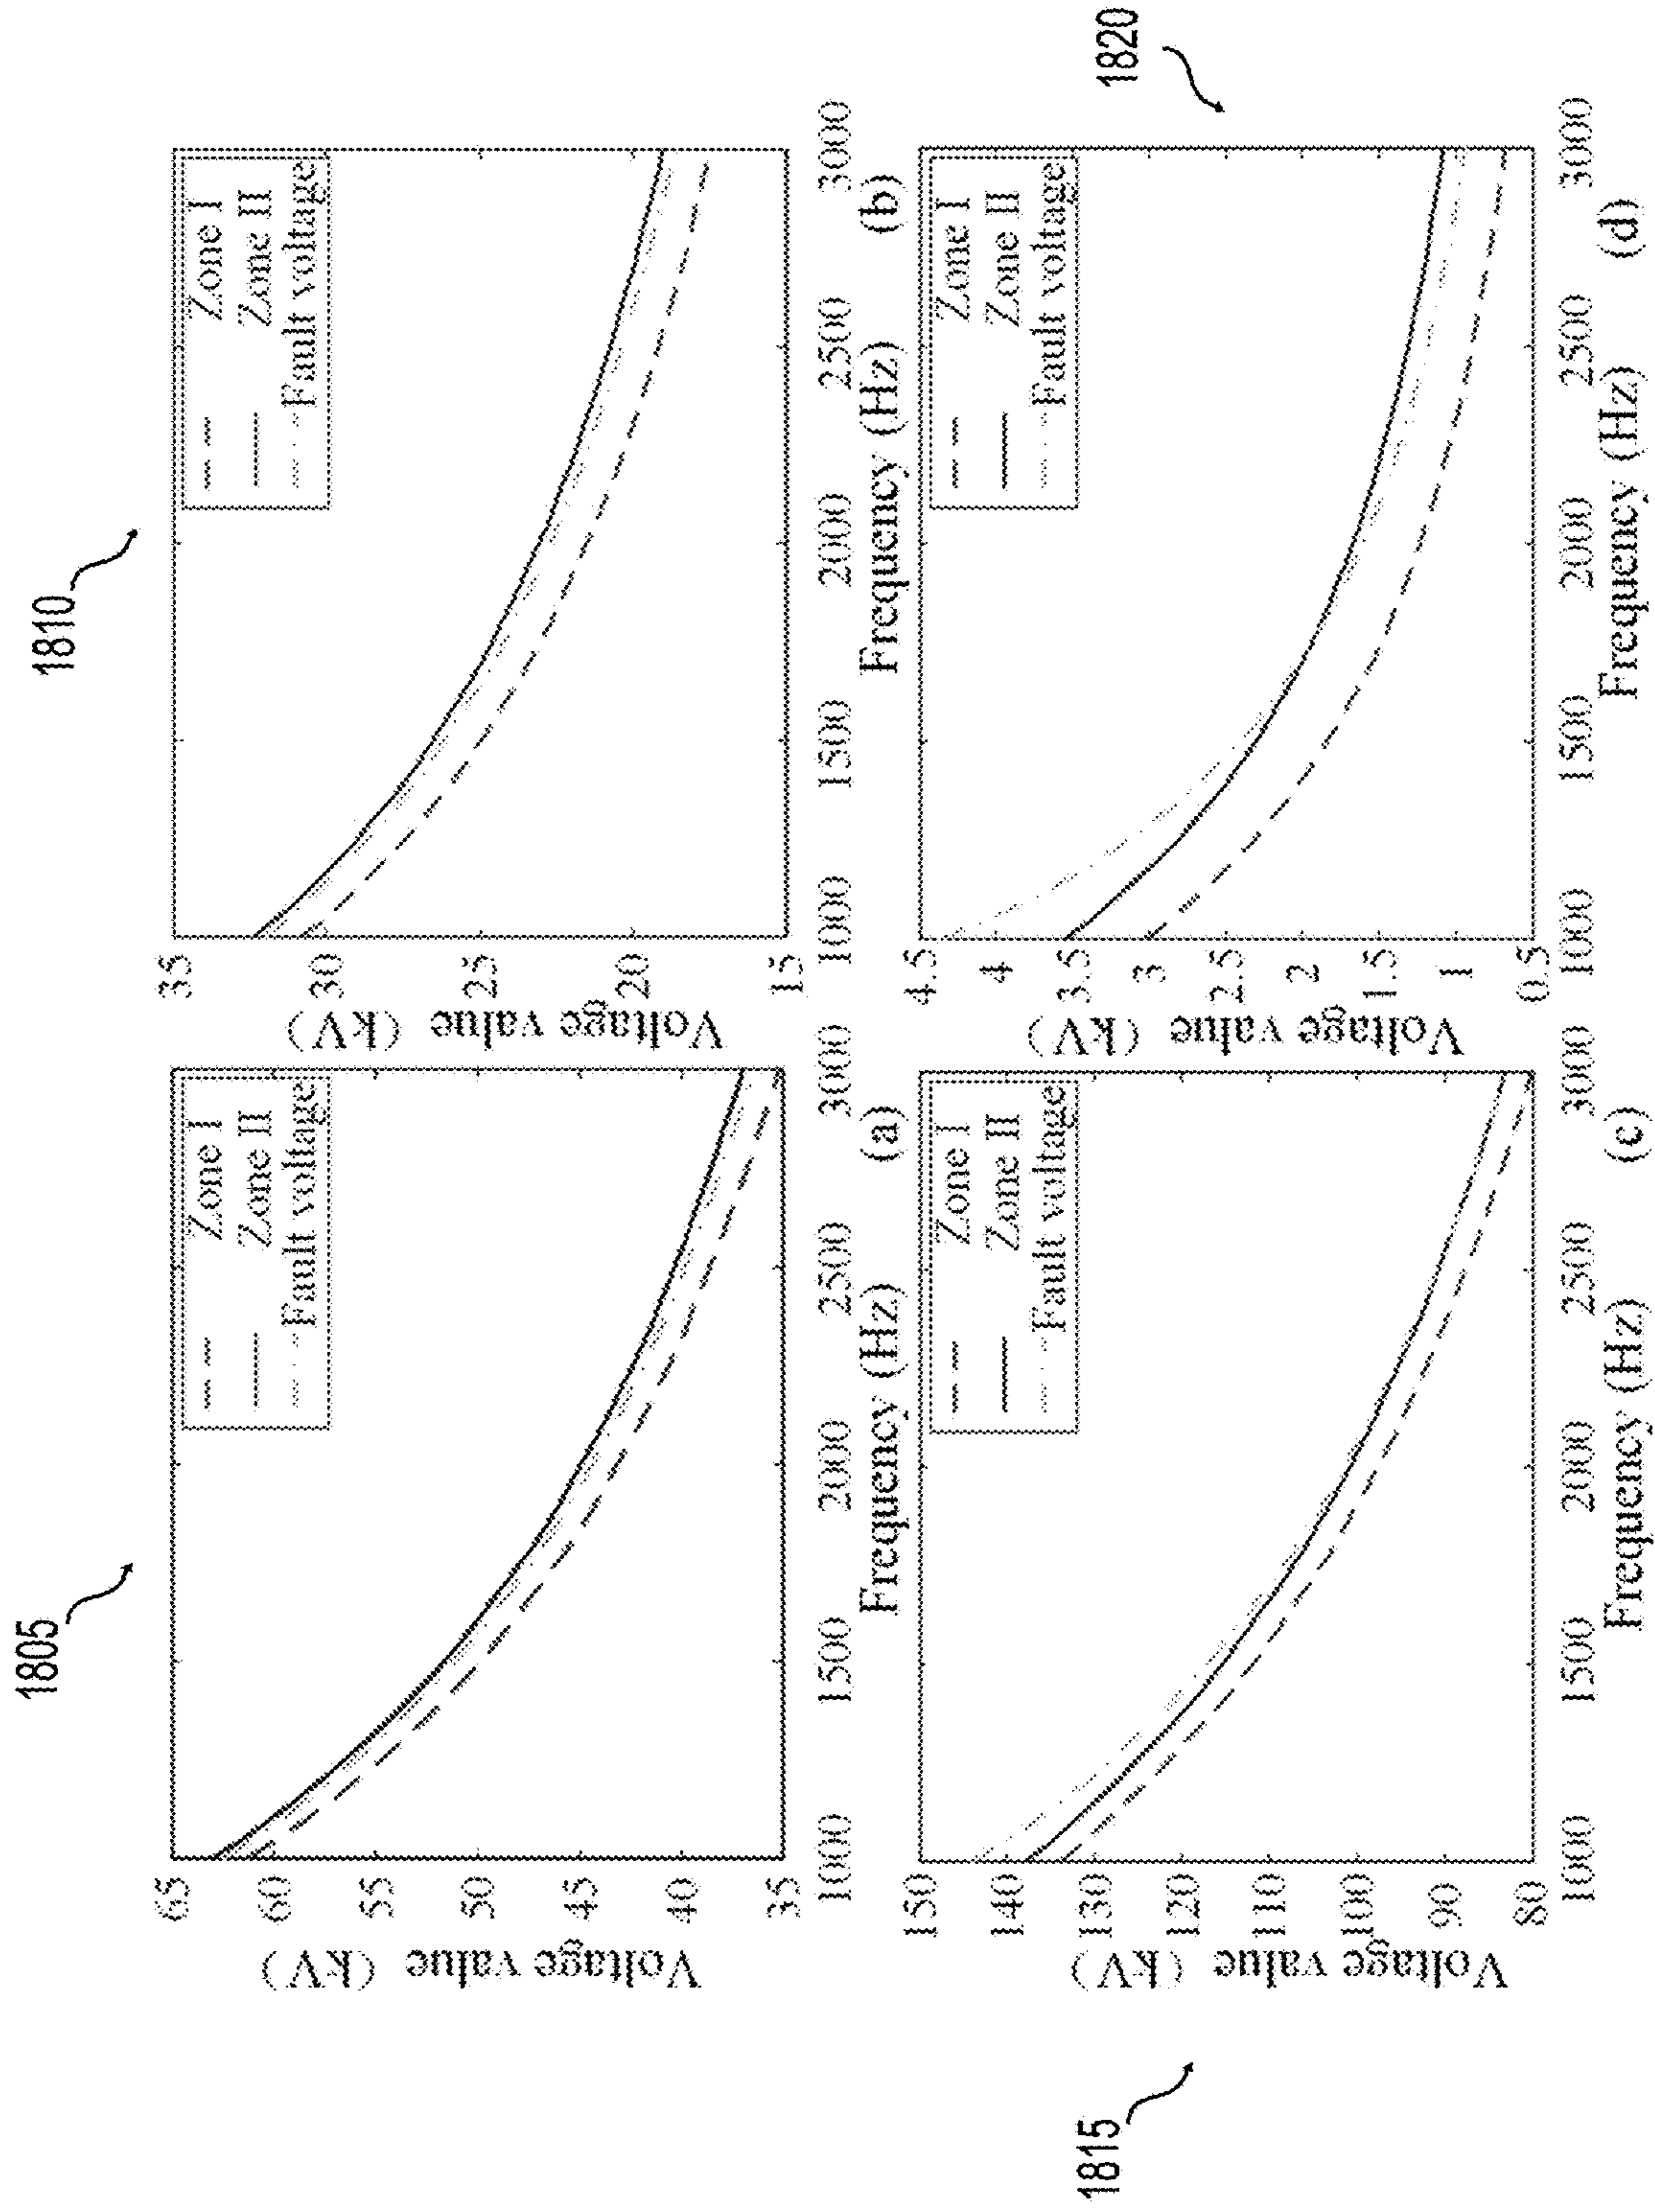 1805
1810
65
60
55
50
45
40
35
Voltage value (kV)
Zone I
Zone II
Fault voltage
1000
1500
2000
2500
3000
Frequency (Hz)
(a)
35
30
25
20
15
Voltage value (kV)
Zone I
Zone II
Fault voltage
1000
1500
2000
2500
3000
Frequency (Hz)
(b)
1815
150
140
130
120
110
100
90
80
Voltage value (kV)
Zone I
Zone II
Fault voltage
1000
1500
2000
2500
3000
Frequency (Hz)
(c)
4.5
4
3.5
3
2.5
2
1.5
1
0.5
Voltage value (kV)
Zone I
Zone II
Fault voltage
1000
1500
2000
2500
3000
Frequency (Hz)
(d)
1820